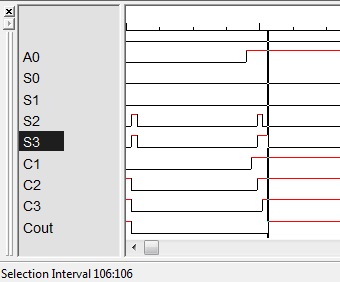 A0
S0
S1
S2
S3
C1
C2
C3
Cout
Selection Interval 106:106